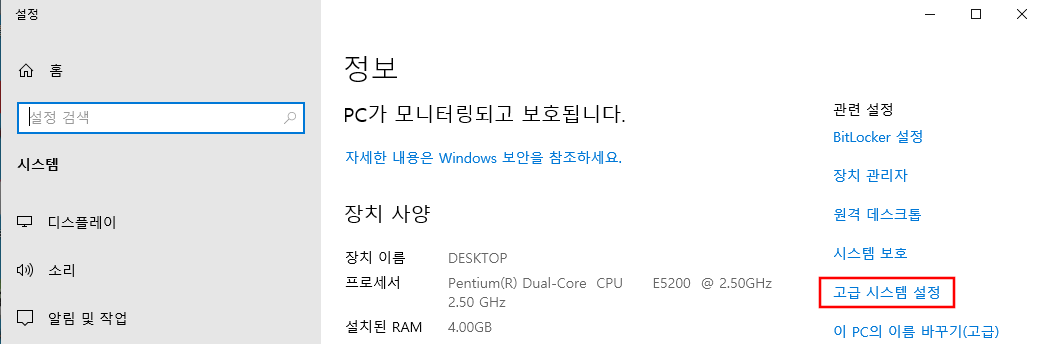 설정
홈
설정 검색
시스템
디스플레이
소리
알림 및 작업
정보
PC가 모니터링되고 보호됩니다.
자세한 내용은 Windows 보안을 참조하세요.
장치 사양
장치 이름 DESKTOP
프로세서 Pentium(R) Dual-Core CPU E5200 @ 2.50GHz
2.50 GHz
설치된 RAM 4.00GB
관련 설정
BitLocker 설정
장치 관리자
원격 데스크톱
시스템 보호
고급 시스템 설정
이 PC의 이름 바꾸기(고급)